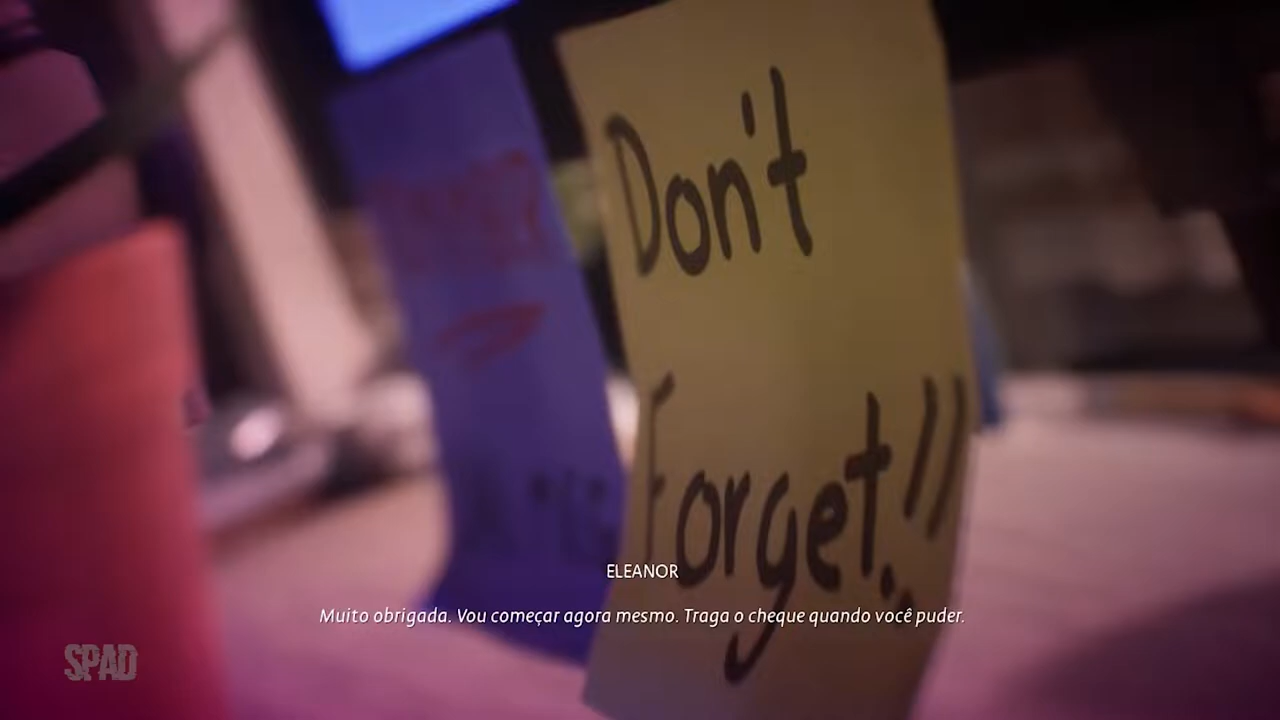 Don't
Forget!!
ELEANOR
Muito obrigada. Vou começar agora mesmo. Traga o cheque quando você puder.
SPAD